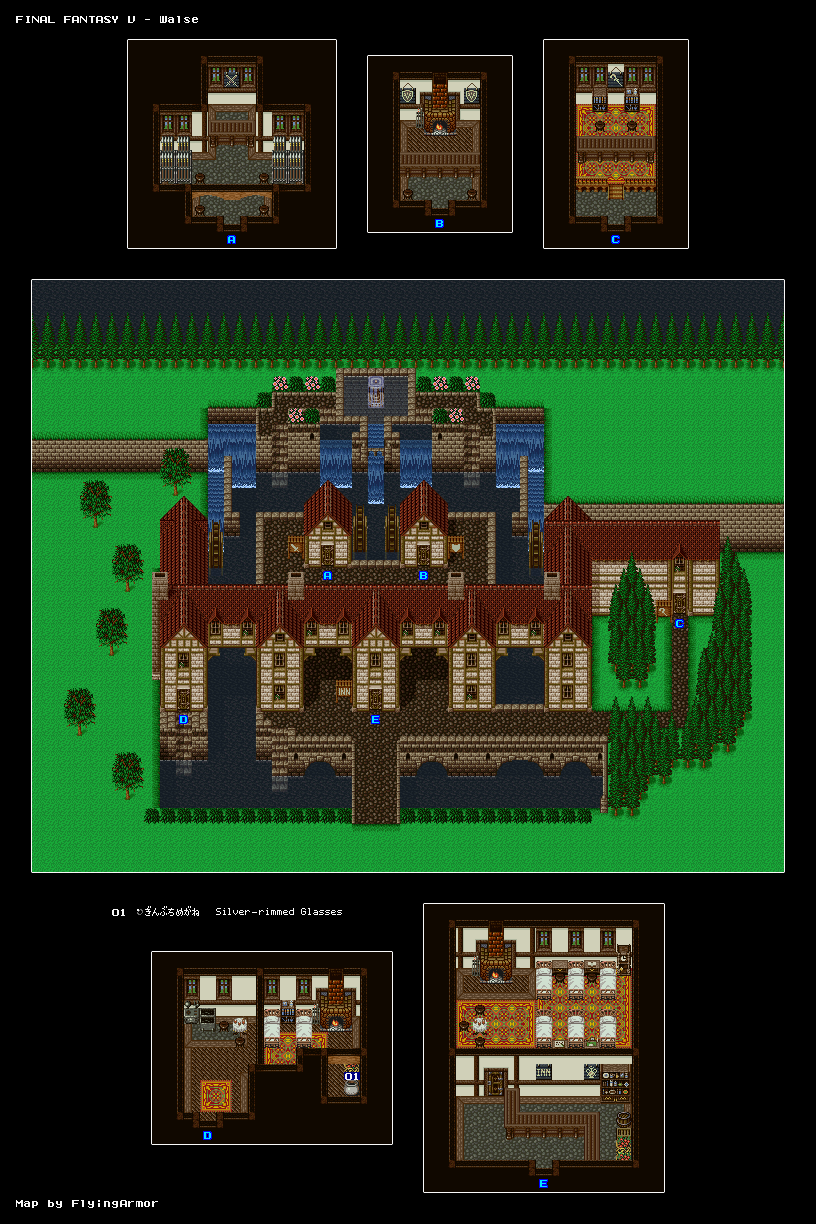 FINAL FANTASY V - Walse
A
B
C
A
B
C
INN
D
E
01 ぎんぶちめがね Silver-rimmed Glasses
INN
01
D
E
Map by FlyingArmor